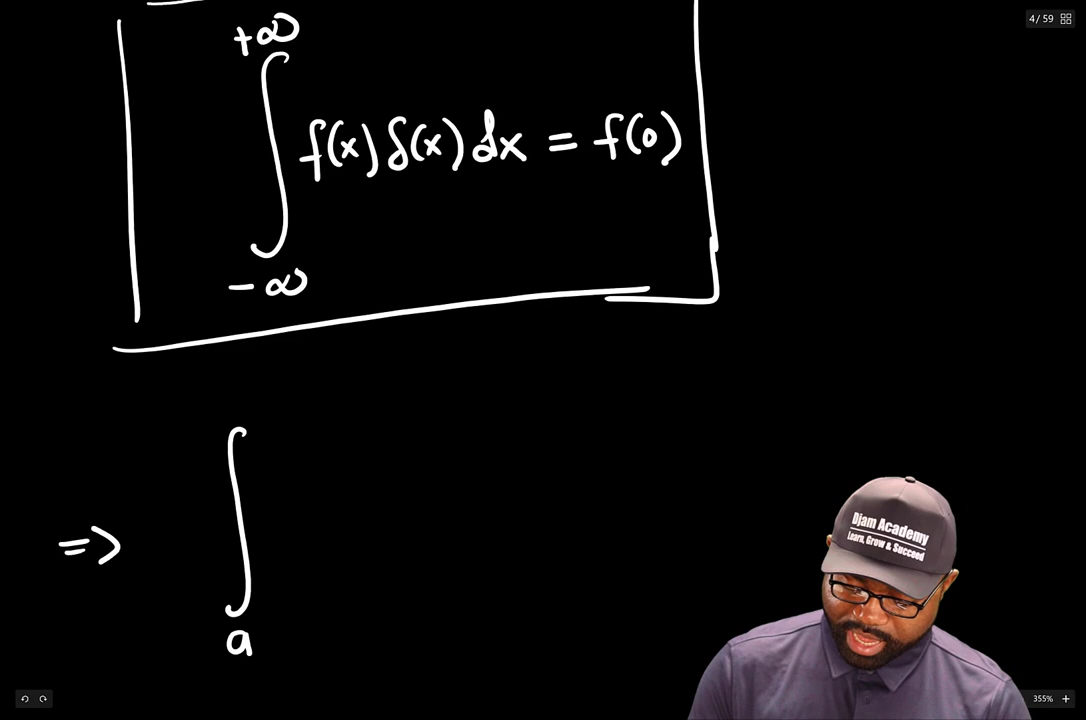 4/ 59
+∞
∫ f(x) δ(x) dx = f(0)
-∞
Djam Academy
Learn, Grow & Succeed
=> ∫
a
355% +